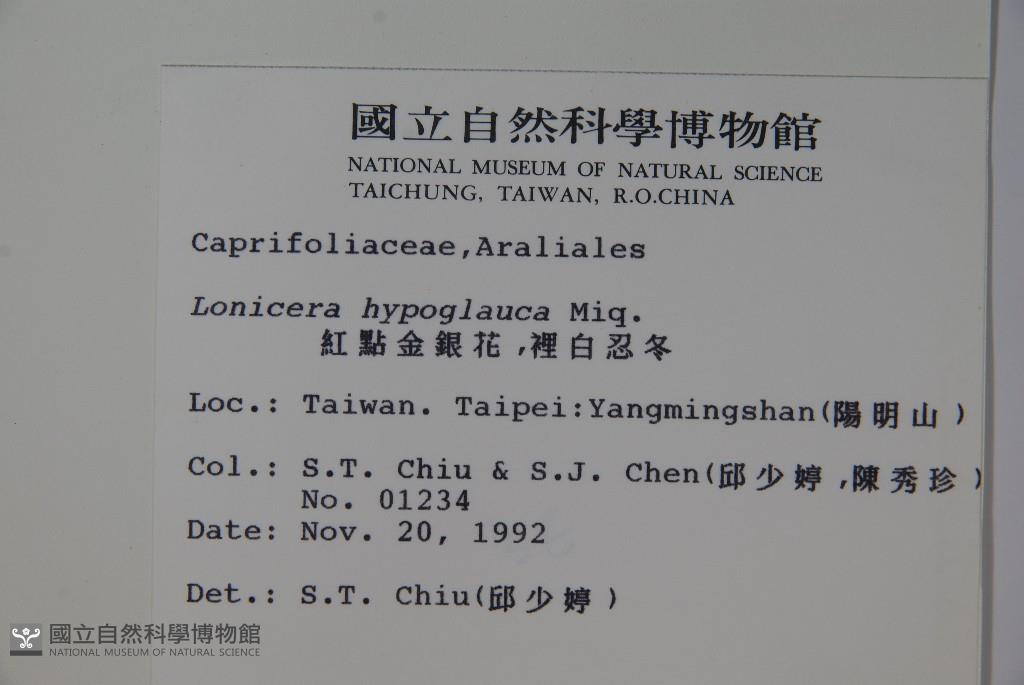 國立自然科學博物館
NATIONAL MUSEUM OF NATURAL SCIENCE
TAICHUNG, TAIWAN, R.O.CHINA
Caprifoliaceae,Araliales
Lonicera hypoglauca Miq.
紅點金銀花,裡白忍冬
Loc.: Taiwan. Taipei:Yangmingshan(陽明山)
Col.: S.T. Chiu & S.J. Chen(邱少婷,陳秀珍)
No. 01234
Date: Nov. 20, 1992
Det.: S.T. Chiu(邱少婷)
國立自然科學博物館
NATIONAL MUSEUM OF NATURAL SCIENCE